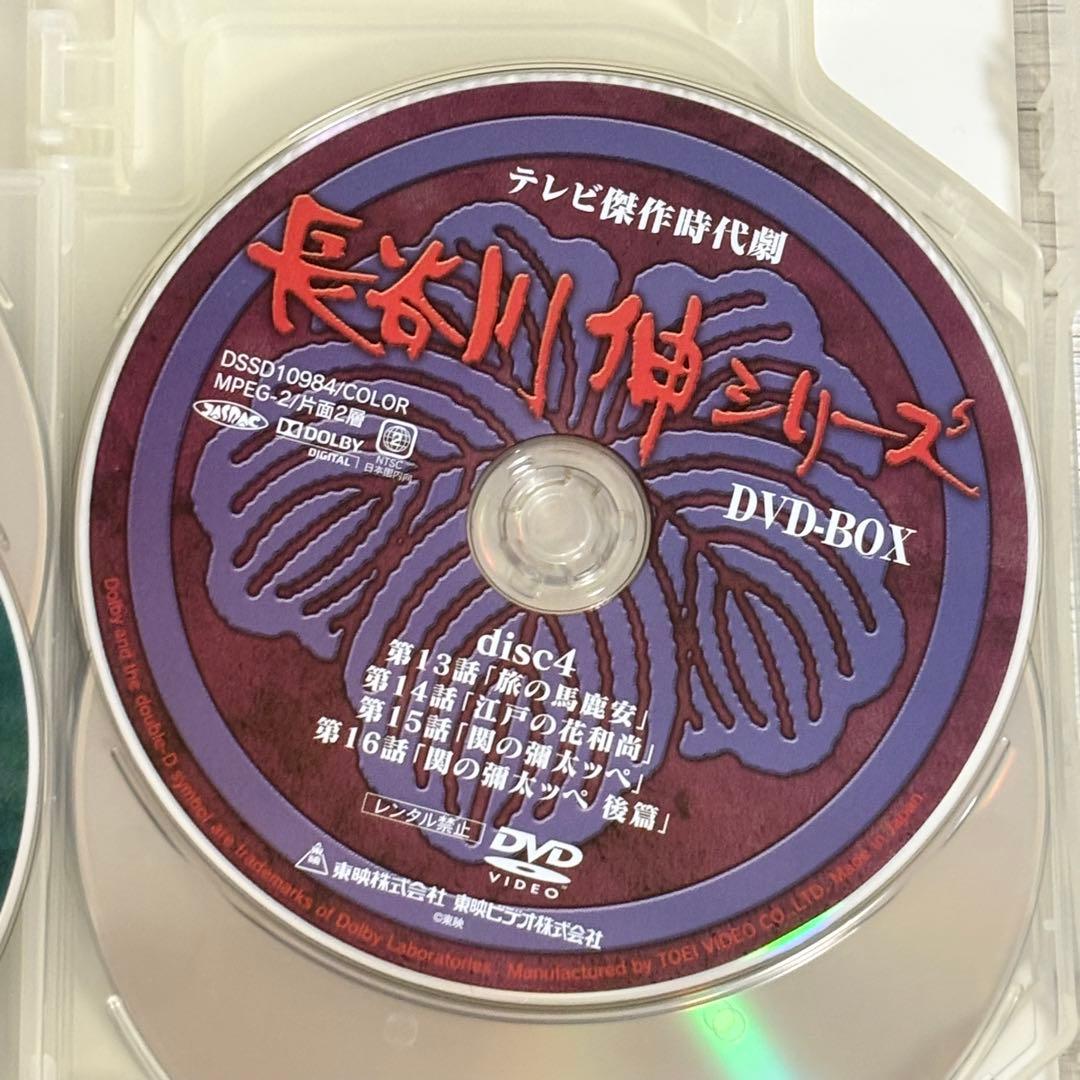 テレビ傑作時代劇
長谷川 伸 シリーズ
DSSD10984/COLOR
MPEG-2/片面2層
JASRAC
DOLBY
DIGITAL
2
NTSC
日本国内向
DVD-BOX
disc4
第13話「旅の馬鹿安」
第14話「江戸の花和尚」
第15話「関の彌太ッペ」
第16話「関の彌太ッペ 後篇」
レンタル禁止
DVD
VIDEO™
東映
東映株式会社 東映ビデオ株式会社
©東映
Dolby and the double-D symbol are trademarks of Dolby Laboratories. Manufactured by TOEI VIDEO CO.,LTD. Made in Japan.